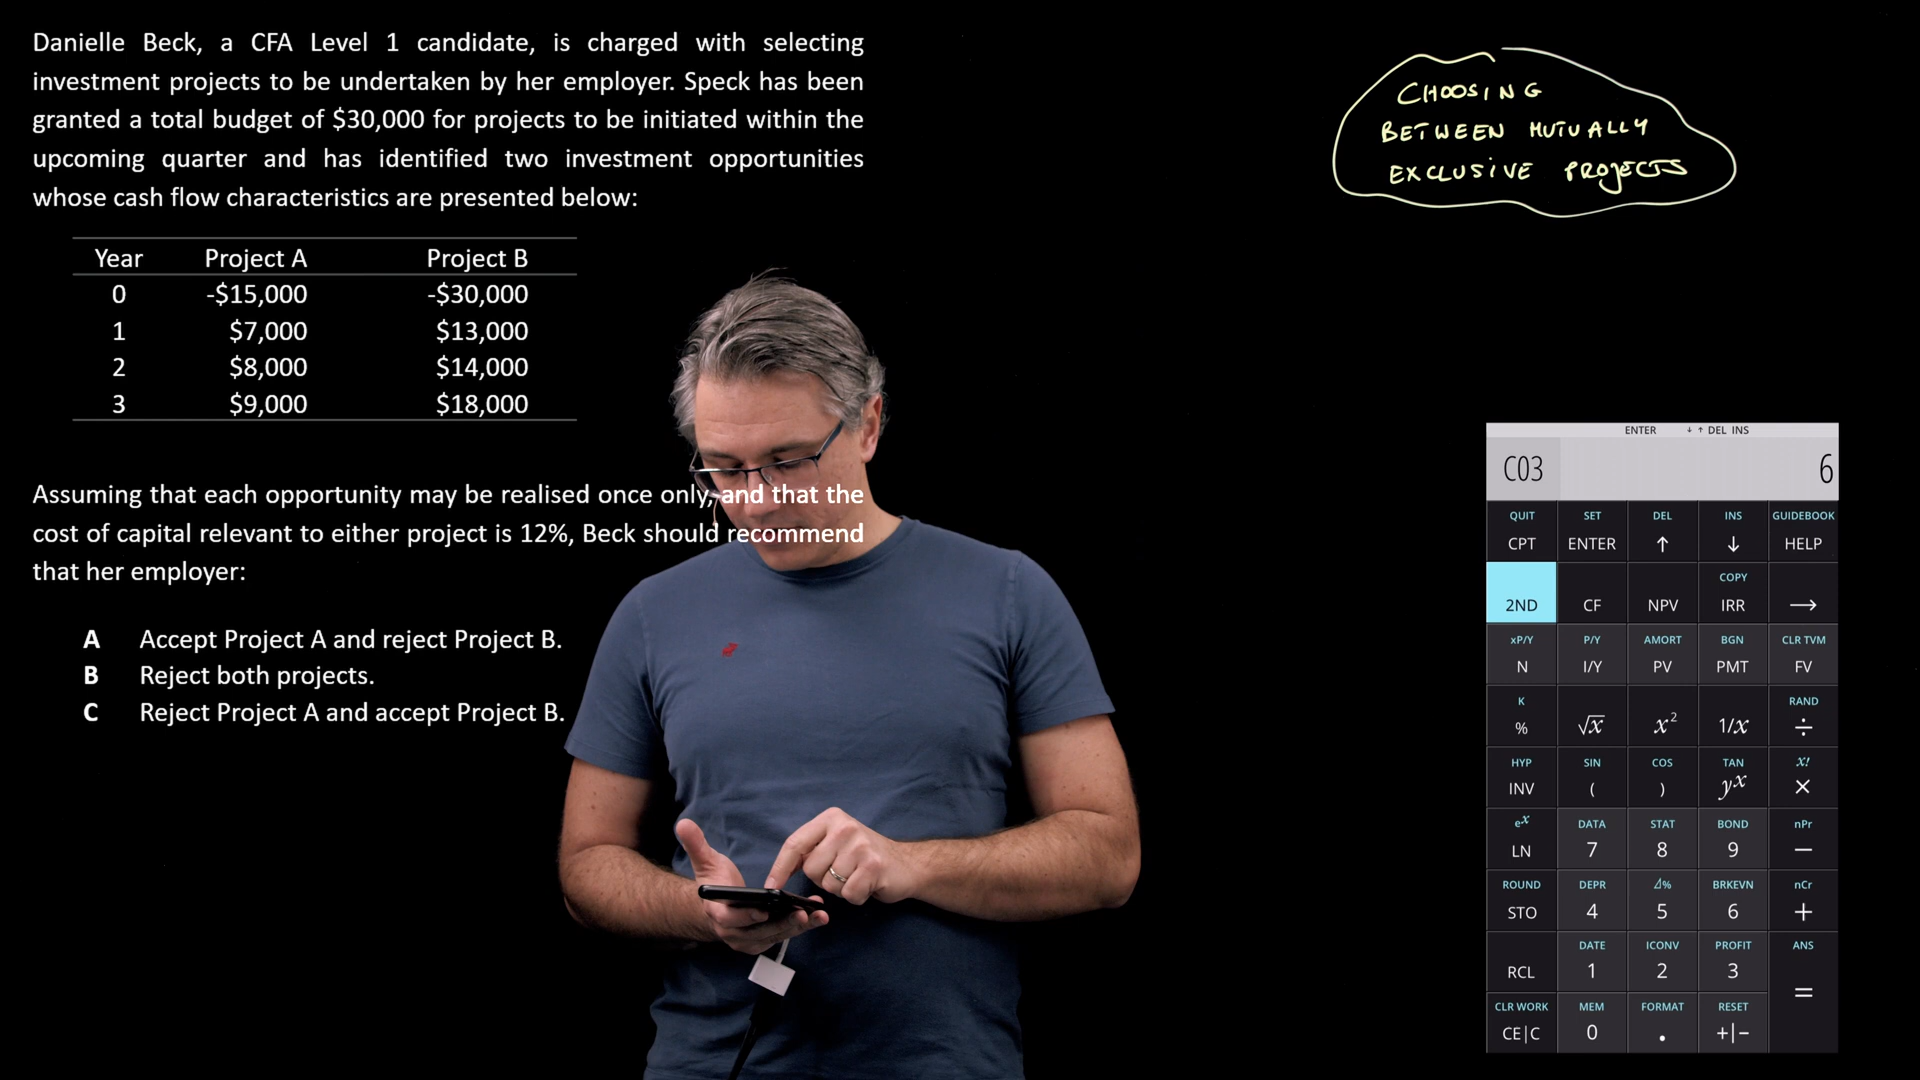 Danielle Beck, a CFA Level 1 candidate, is charged with selecting
investment projects to be undertaken by her employer. Speck has been
granted a total budget of $30,000 for projects to be initiated within the
upcoming quarter and has identified two investment opportunities
whose cash flow characteristics are presented below:
Year Project A Project B
0 -$15,000 -$30,000
1 $7,000 $13,000
2 $8,000 $14,000
3 $9,000 $18,000
Assuming that each opportunity may be realised once only, and that the
cost of capital relevant to either project is 12%, Beck should recommend
that her employer:
A Accept Project A and reject Project B.
B Reject both projects.
C Reject Project A and accept Project B.
CHOOSING
BETWEEN MUTUALLY
EXCLUSIVE PROJECTS
ENTER ↓ ↑ DEL INS
C03 6
QUIT SET DEL INS GUIDEBOOK
CPT ENTER ↑ ↓ HELP
COPY
2ND CF NPV IRR →
xP/Y P/Y AMORT BGN CLR TVM
N I/Y PV PMT FV
K RAND
% √x x² 1/x ÷
HYP SIN COS TAN x!
INV ( ) yˣ ×
eˣ DATA STAT BOND nPr
LN 7 8 9 −
ROUND DEPR Δ% BRKEVN nCr
STO 4 5 6 +
DATE ICONV PROFIT ANS
RCL 1 2 3 =
CLR WORK MEM FORMAT RESET
CE|C 0 . +|−